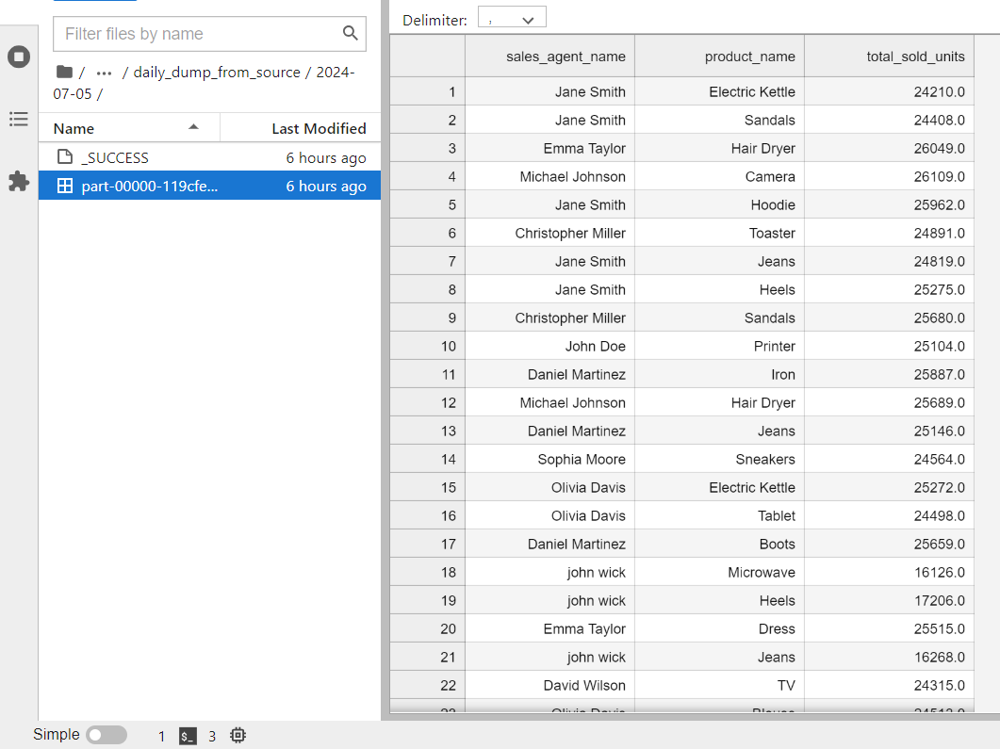 Filter files by name
/ ... / daily_dump_from_source / 2024-
07-05 /
Name Last Modified
_SUCCESS 6 hours ago
part-00000-119cfe... 6 hours ago
Delimiter: ,
sales_agent_name product_name total_sold_units
1 Jane Smith Electric Kettle 24210.0
2 Jane Smith Sandals 24408.0
3 Emma Taylor Hair Dryer 26049.0
4 Michael Johnson Camera 26109.0
5 Jane Smith Hoodie 25962.0
6 Christopher Miller Toaster 24891.0
7 Jane Smith Jeans 24819.0
8 Jane Smith Heels 25275.0
9 Christopher Miller Sandals 25680.0
10 John Doe Printer 25104.0
11 Daniel Martinez Iron 25887.0
12 Michael Johnson Hair Dryer 25689.0
13 Daniel Martinez Jeans 25146.0
14 Sophia Moore Sneakers 24564.0
15 Olivia Davis Electric Kettle 25272.0
16 Olivia Davis Tablet 24498.0
17 Daniel Martinez Boots 25659.0
18 john wick Microwave 16126.0
19 john wick Heels 17206.0
20 Emma Taylor Dress 25515.0
21 john wick Jeans 16268.0
22 David Wilson TV 24315.0
Simple 1 $_ 3